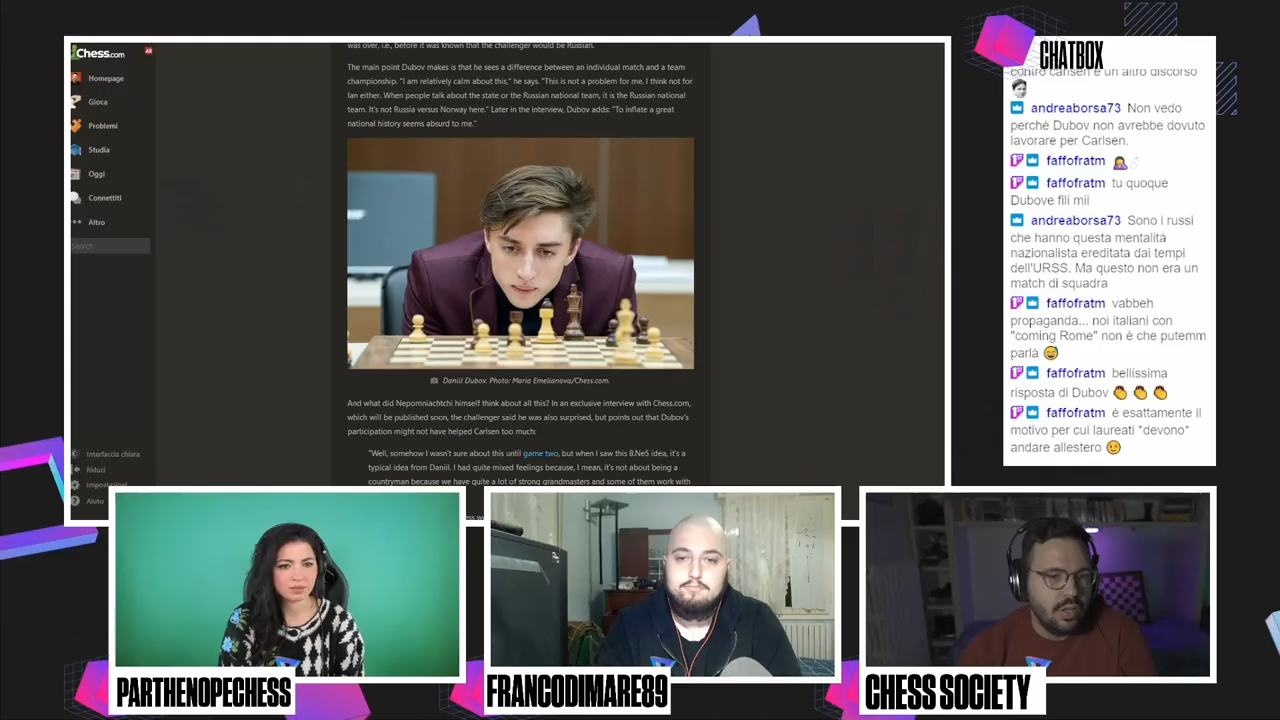 Chess.com
45
Homepage
Gioca
Problemi
Studia
Oggi
Connettiti
Altro
Search
Interfaccia chiara
Riduci
Impostazioni
Aiuto
was over, i.e., before it was known that the challenger would be Russian.
The main point Dubov makes is that he sees a difference between an individual match and a team
championship. "I am relatively calm about this," he says. "This is not a problem for me. I think not for
Ian either. When people talk about the state or the Russian national team, it is the Russian national
team. It's not Russia versus Norway here." Later in the interview, Dubov adds: "To inflate a great
national history seems absurd to me."
Daniil Dubov. Photo: Maria Emelianova/Chess.com.
And what did Nepomniachtchi himself think about all this? In an exclusive interview with Chess.com,
which will be published soon, the challenger said he was also surprised, but points out that Dubov's
participation might not have helped Carlsen too much:
"Well, somehow I wasn't sure about this until game two, but when I saw this 8.Ne5 idea, it's a
typical idea from Daniil. I had quite mixed feelings because, I mean, it's not about being a
countryman because we have quite a lot of strong grandmasters and some of them work with
CHATBOX
contro carlsen è un altro discorso
andreaborsa73 Non vedo
perché Dubov non avrebbe dovuto
lavorare per Carlsen.
faffofratm 🤦‍♂
faffofratm tu quoque
Dubove fili mii
andreaborsa73 Sono i russi
che hanno questa mentalità
nazionalista ereditata dai tempi
dell'URSS. Ma questo non era un
match di squadra
faffofratm vabbeh
propaganda... noi italiani con
"coming Rome" non è che putemm
parlà 😅
faffofratm bellissima
risposta di Dubov 👏 👏 👏
faffofratm è esattamente il
motivo per cui laureati *devono*
andare allestero 😉
PARTHENOPECHESS
FRANCODIMARE89
CHESS SOCIETY